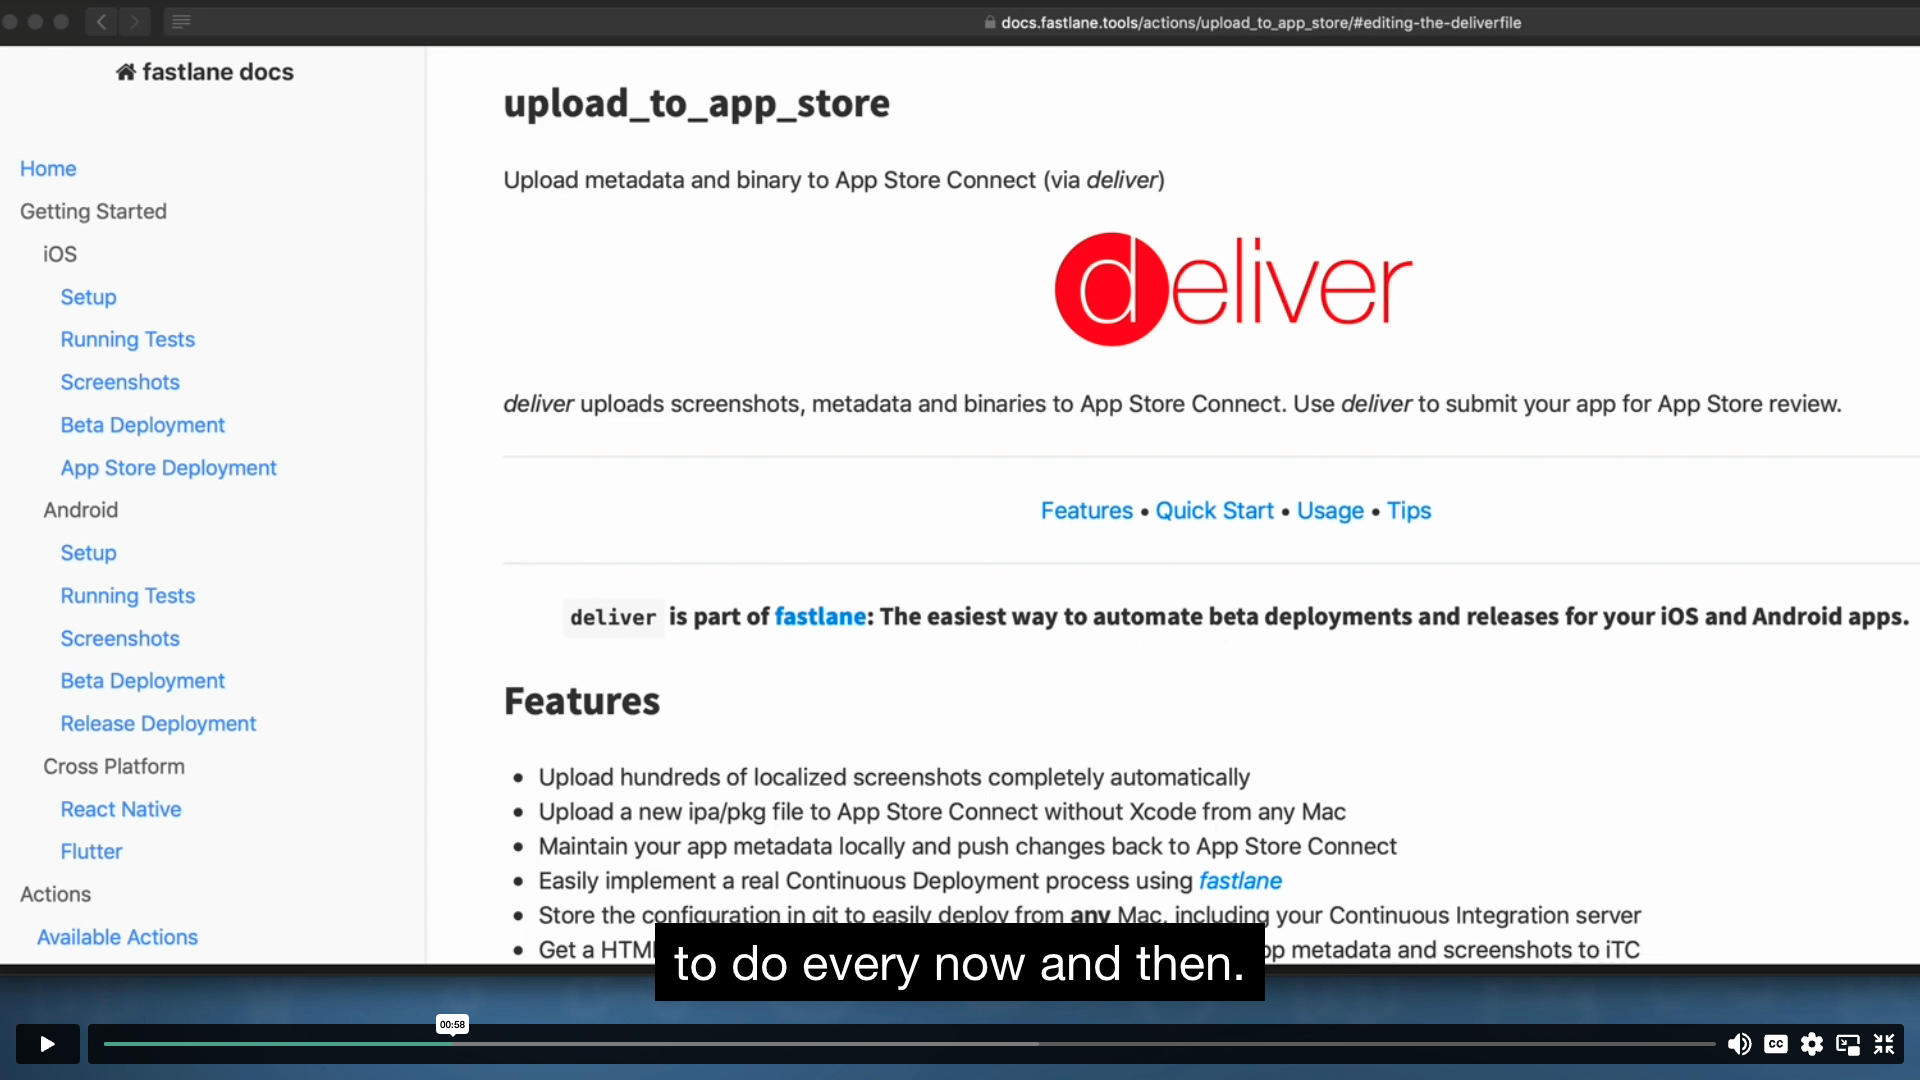 docs.fastlane.tools/actions/upload_to_app_store/#editing-the-deliverfile
fastlane docs
Home
Getting Started
iOS
Setup
Running Tests
Screenshots
Beta Deployment
App Store Deployment
Android
Setup
Running Tests
Screenshots
Beta Deployment
Release Deployment
Cross Platform
React Native
Flutter
Actions
Available Actions
upload_to_app_store
Upload metadata and binary to App Store Connect (via deliver)
deliver
deliver uploads screenshots, metadata and binaries to App Store Connect. Use deliver to submit your app for App Store review.
Features • Quick Start • Usage • Tips
deliver is part of fastlane: The easiest way to automate beta deployments and releases for your iOS and Android apps.
Features
• Upload hundreds of localized screenshots completely automatically
• Upload a new ipa/pkg file to App Store Connect without Xcode from any Mac
• Maintain your app metadata locally and push changes back to App Store Connect
• Easily implement a real Continuous Deployment process using fastlane
• Store the configuration in git to easily deploy from any Mac, including your Continuous Integration server
• Get a HTML metadata and screenshots to iTC
to do every now and then.
00:58
CC